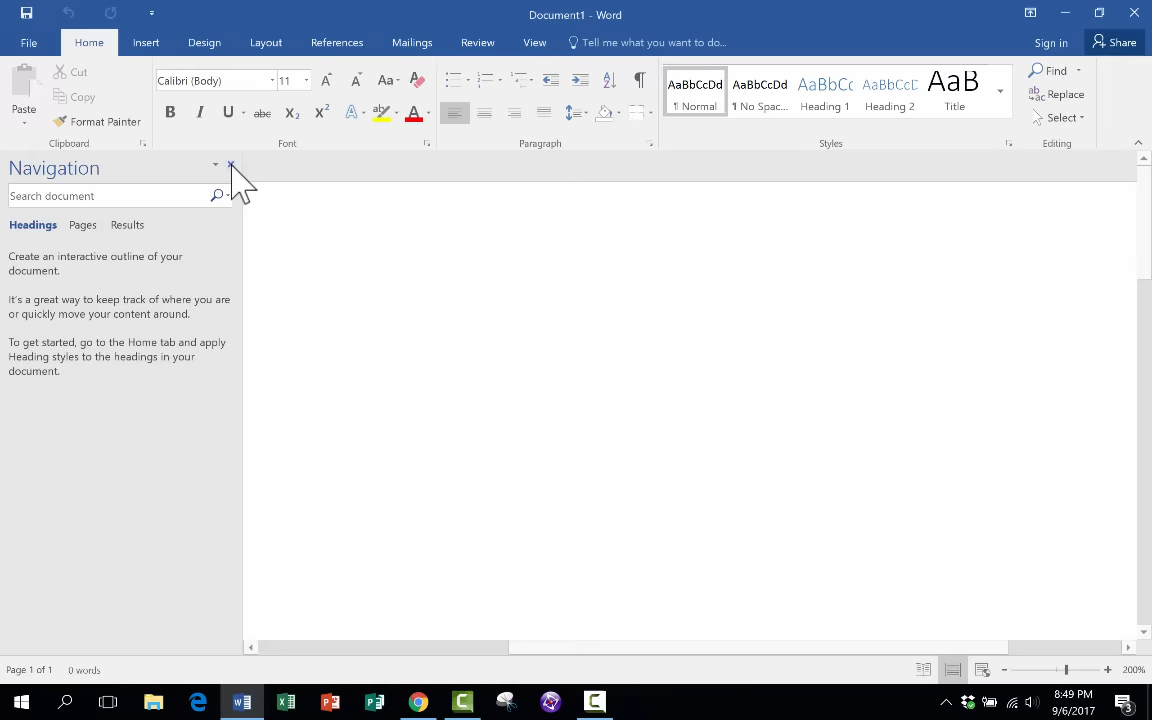 Document1 - Word
File Home Insert Design Layout References Mailings Review View Tell me what you want to do... Sign in Share
Paste
Cut
Copy
Format Painter
Clipboard
Calibri (Body) 11
Aa
B I U abc X₂ X² A A
Font
Paragraph
AaBbCcDd AaBbCcDd AaBbCc AaBbCcD AaB
¶ Normal ¶ No Spac... Heading 1 Heading 2 Title
Styles
Find
Replace
Select
Editing
Navigation
Search document
Headings Pages Results
Create an interactive outline of your
document.
It's a great way to keep track of where you are
or quickly move your content around.
To get started, go to the Home tab and apply
Heading styles to the headings in your
document.
Page 1 of 1 0 words
200%
8:49 PM
9/6/2017
3